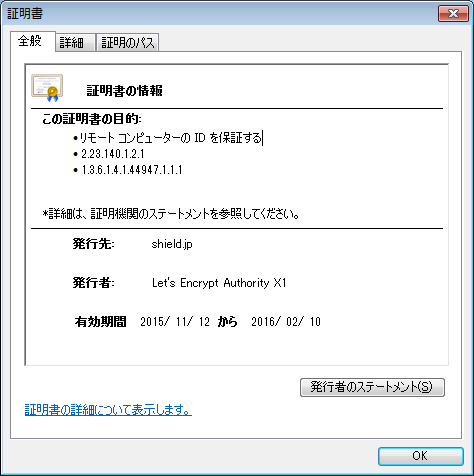 証明書
全般 詳細 証明のパス
証明書の情報
この証明書の目的:
•リモート コンピューターの ID を保証する
• 2.23.140.1.2.1
• 1.3.6.1.4.1.44947.1.1.1
*詳細は、証明機関のステートメントを参照してください。
発行先: shield.jp
発行者: Let's Encrypt Authority X1
有効期間 2015/ 11/ 12 から 2016/ 02/ 10
発行者のステートメント(S)
証明書の詳細について表示します。
OK